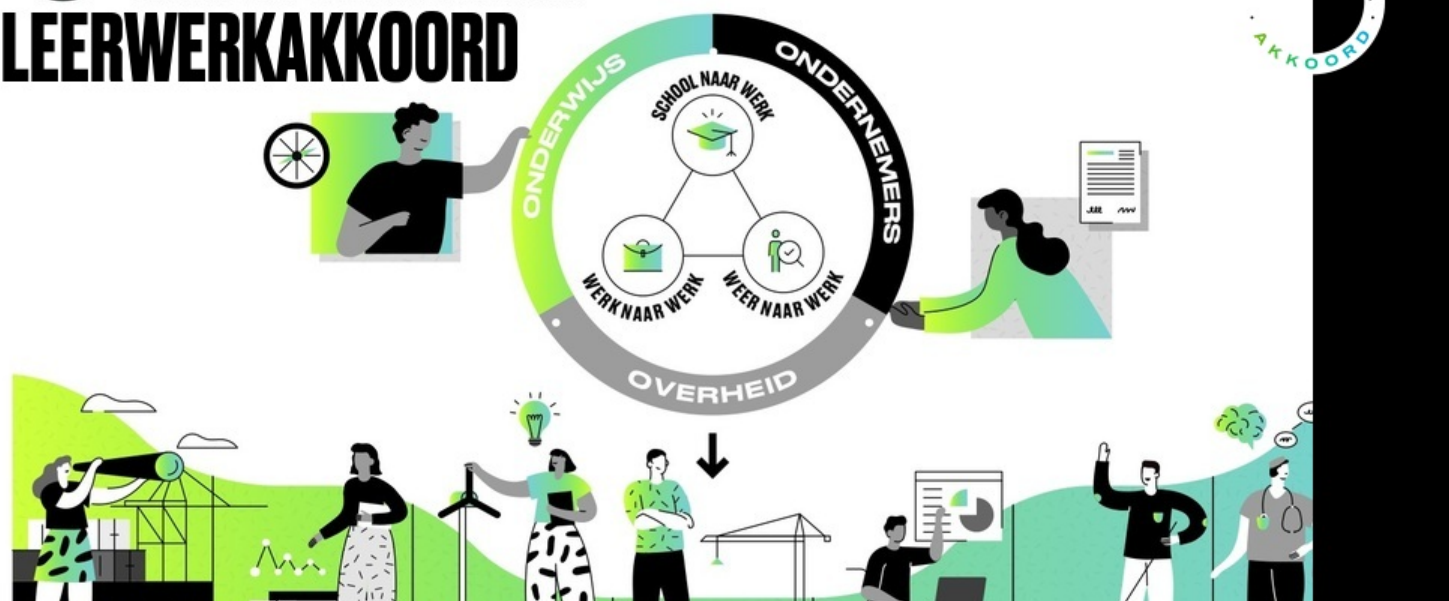 LEERWERKAKKOORD
AKKOORD
ONDERWIJS
ONDERNEMERS
SCHOOL NAAR WERK
WERK NAAR WERK
WEER NAAR WERK
OVERHEID